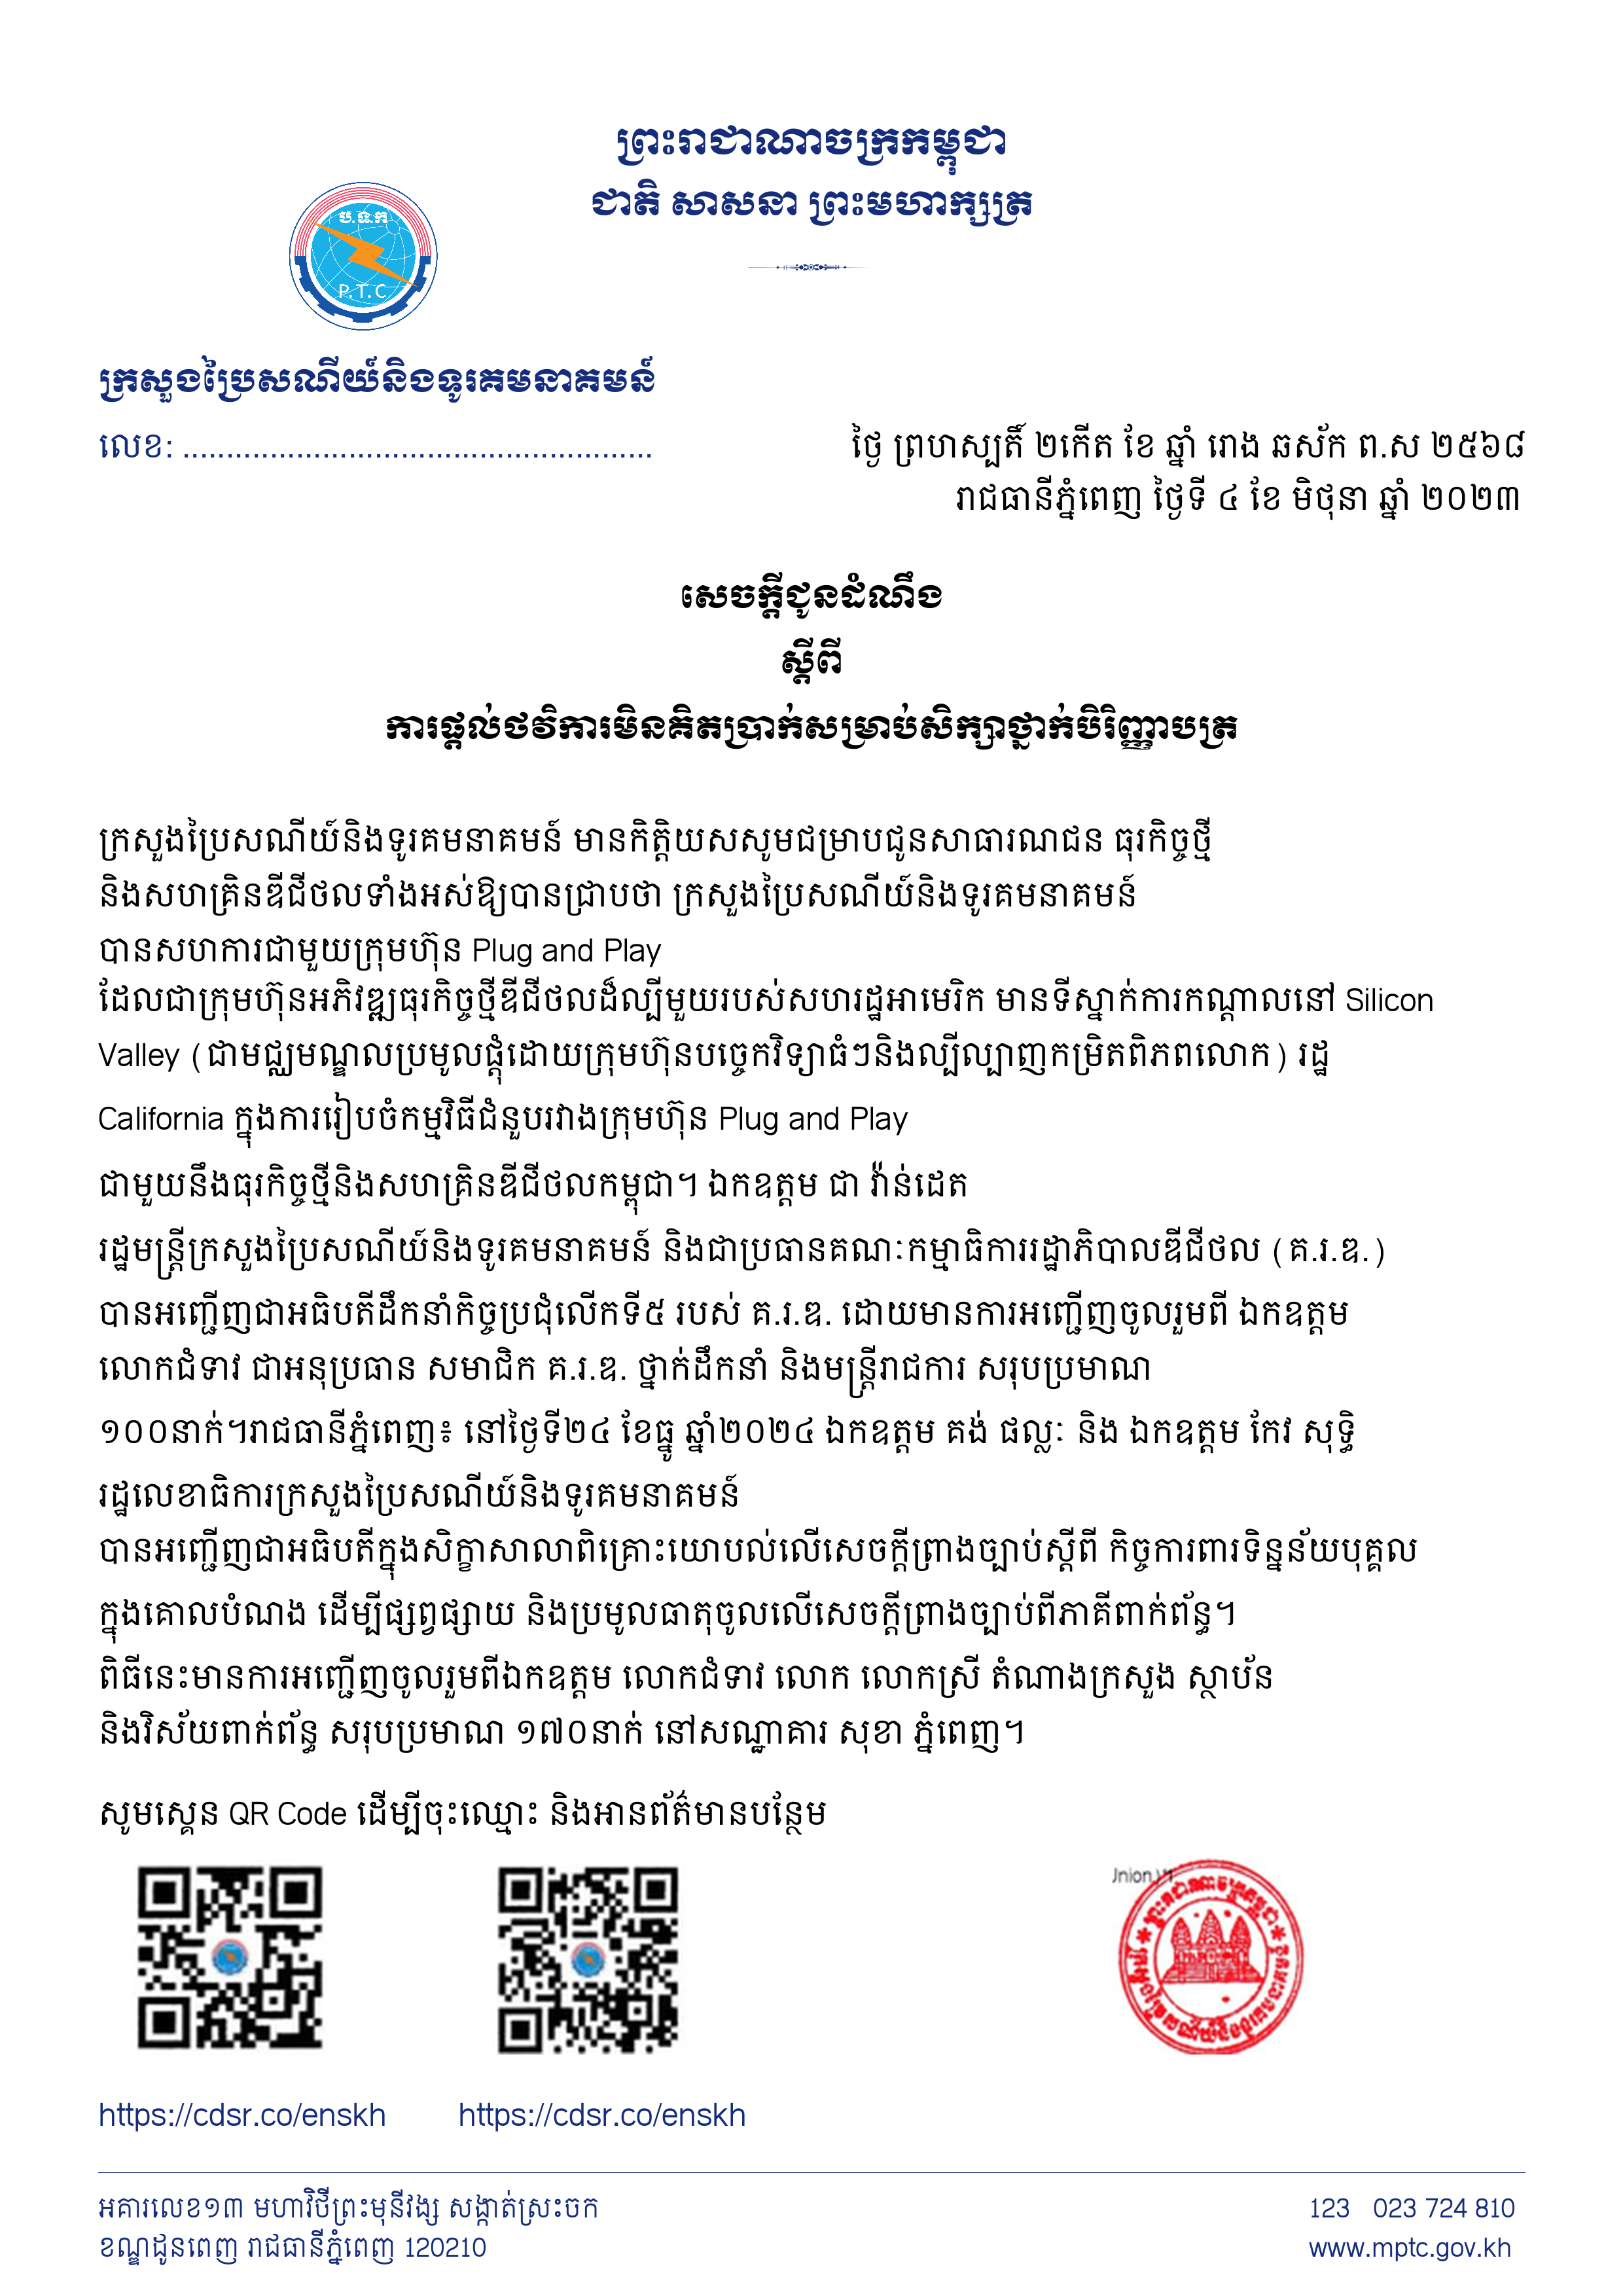 ព្រះរាជាណាចក្រកម្ពុជា
ជាតិ សាសនា ព្រះមហាក្សត្រ
ប.ទ.ក
P.T.C
ក្រសួងប្រៃសណីយ៍និងទូរគមនាគមន៍
លេខ: ......................................................
ថ្ងៃ ព្រហស្បតិ៍ ២កើត ខែ ឆ្នាំ រោង ឆស័ក ព.ស ២៥៦៨
រាជធានីភ្នំពេញ ថ្ងៃទី ៤ ខែ មិថុនា ឆ្នាំ ២០២៣
សេចក្តីជូនដំណឹង
ស្តីពី
ការផ្តល់ថវិការមិនគិតប្រាក់សម្រាប់សិក្សាថ្នាក់បិរិញ្ញាបត្រ
ក្រសួងប្រៃសណីយ៍និងទូរគមនាគមន៍ មានកិត្តិយសសូមជម្រាបជូនសាធារណជន ធុរកិច្ចថ្មី
និងសហគ្រិនឌីជីថលទាំងអស់ឱ្យបានជ្រាបថា ក្រសួងប្រៃសណីយ៍និងទូរគមនាគមន៍
បានសហការជាមួយក្រុមហ៊ុន Plug and Play
ដែលជាក្រុមហ៊ុនអភិវឌ្ឍធុរកិច្ចថ្មីឌីជីថលដ៏ល្បីមួយរបស់សហរដ្ឋអាមេរិក មានទីស្នាក់ការកណ្តាលនៅ Silicon
Valley (ជាមជ្ឈមណ្ឌលប្រមូលផ្តុំដោយក្រុមហ៊ុនបច្ចេកវិទ្យាធំៗនិងល្បីល្បាញកម្រិតពិភពលោក) រដ្ឋ
California ក្នុងការរៀបចំកម្មវិធីជំនួបរវាងក្រុមហ៊ុន Plug and Play
ជាមួយនឹងធុរកិច្ចថ្មីនិងសហគ្រិនឌីជីថលកម្ពុជា។ ឯកឧត្តម ជា វ៉ាន់ដេត
រដ្ឋមន្ត្រីក្រសួងប្រៃសណីយ៍និងទូរគមនាគមន៍ និងជាប្រធានគណៈកម្មាធិការរដ្ឋាភិបាលឌីជីថល (គ.រ.ឌ.)
បានអញ្ជើញជាអធិបតីដឹកនាំកិច្ចប្រជុំលើកទី៥ របស់ គ.រ.ឌ. ដោយមានការអញ្ជើញចូលរួមពី ឯកឧត្តម
លោកជំទាវ ជាអនុប្រធាន សមាជិក គ.រ.ឌ. ថ្នាក់ដឹកនាំ និងមន្ត្រីរាជការ សរុបប្រមាណ
១០០នាក់។រាជធានីភ្នំពេញ៖ នៅថ្ងៃទី២៤ ខែធ្នូ ឆ្នាំ២០២៤ ឯកឧត្តម គង់ ផល្លៈ និង ឯកឧត្តម កែវ សុទ្ធិ
រដ្ឋលេខាធិការក្រសួងប្រៃសណីយ៍និងទូរគមនាគមន៍
បានអញ្ជើញជាអធិបតីក្នុងសិក្ខាសាលាពិគ្រោះយោបល់លើសេចក្តីព្រាងច្បាប់ស្តីពី កិច្ចការពារទិន្នន័យបុគ្គល
ក្នុងគោលបំណង ដើម្បីផ្សព្វផ្សាយ និងប្រមូលធាតុចូលលើសេចក្តីព្រាងច្បាប់ពីភាគីពាក់ព័ន្ធ។
ពិធីនេះមានការអញ្ជើញចូលរួមពីឯកឧត្តម លោកជំទាវ លោក លោកស្រី តំណាងក្រសួង ស្ថាប័ន
និងវិស័យពាក់ព័ន្ធ សរុបប្រមាណ ១៧០នាក់ នៅសណ្ឋាគារ សុខា ភ្នំពេញ។
សូមស្គេន QR Code ដើម្បីចុះឈ្មោះ និងអានព័ត៌មានបន្ថែម
ព្រះរាជាណាចក្រកម្ពុជា
ក្រសួងប្រៃសណីយ៍និងទូរគមនាគមន៍
https://cdsr.co/enskh https://cdsr.co/enskh
អគារលេខ១៣ មហាវិថីព្រះមុនីវង្ស សង្កាត់ស្រះចក
ខណ្ឌដូនពេញ រាជធានីភ្នំពេញ 120210
123 023 724 810
www.mptc.gov.kh